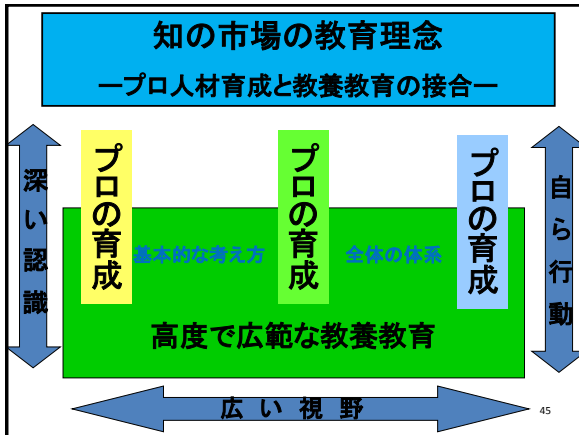 知の市場の教育理念
ープロ人材育成と教養教育の接合ー
深い認識
プロの育成
プロの育成
プロの育成
自ら行動
基本的な考え方
全体の体系
高度で広範な教養教育
広い視野
45